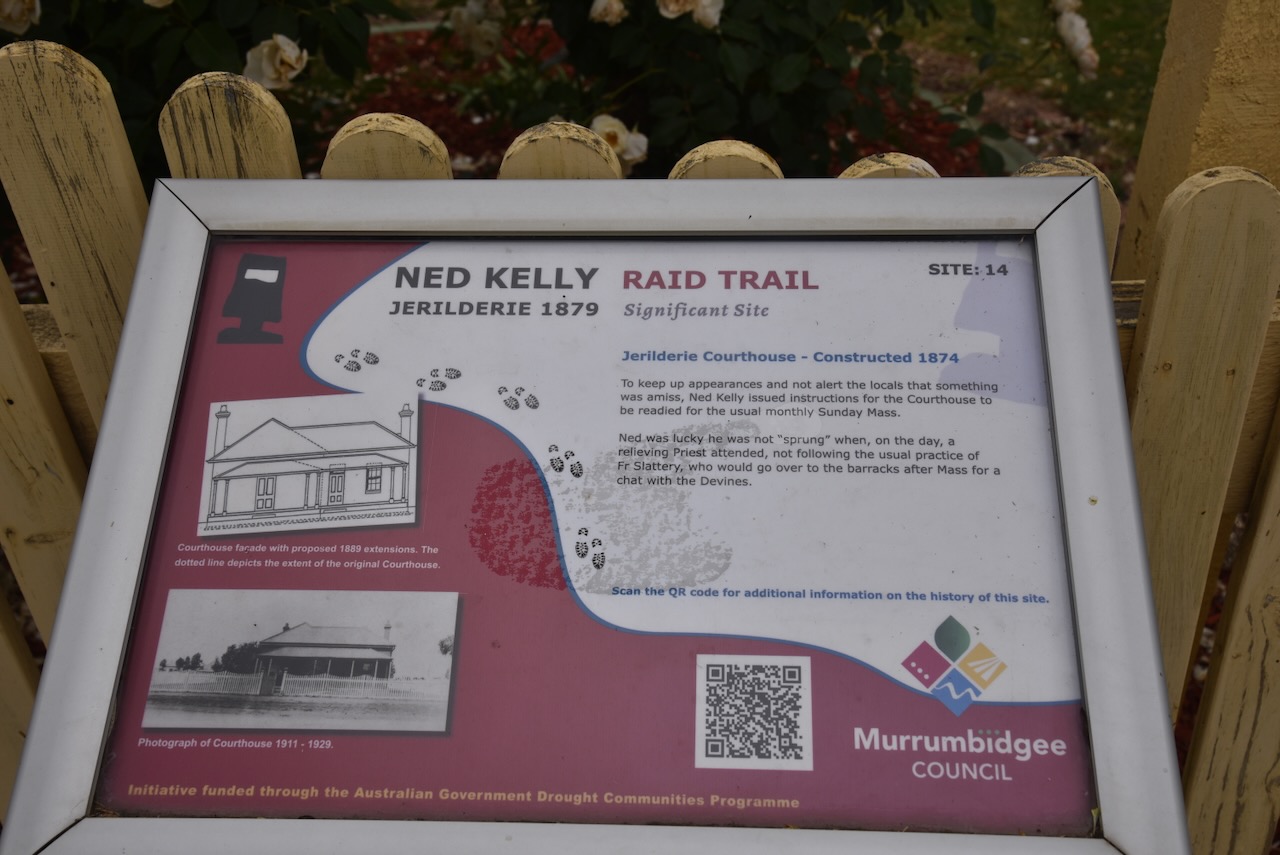 NED KELLY RAID TRAIL
SITE: 14
JERILDERIE 1879 Significant Site
Jerilderie Courthouse - Constructed 1874
To keep up appearances and not alert the locals that something
was amiss, Ned Kelly issued instructions for the Courthouse to
be readied for the usual monthly Sunday Mass.
Ned was lucky he was not “sprung” when, on the day, a
relieving Priest attended, not following the usual practice of
Fr Slattery, who would go over to the barracks after Mass for a
chat with the Devines.
Courthouse façade with proposed 1889 extensions. The
dotted line depicts the extent of the original Courthouse.
Scan the QR code for additional information on the history of this site.
Photograph of Courthouse 1911 - 1929.
Murrumbidgee
COUNCIL
Initiative funded through the Australian Government Drought Communities Programme